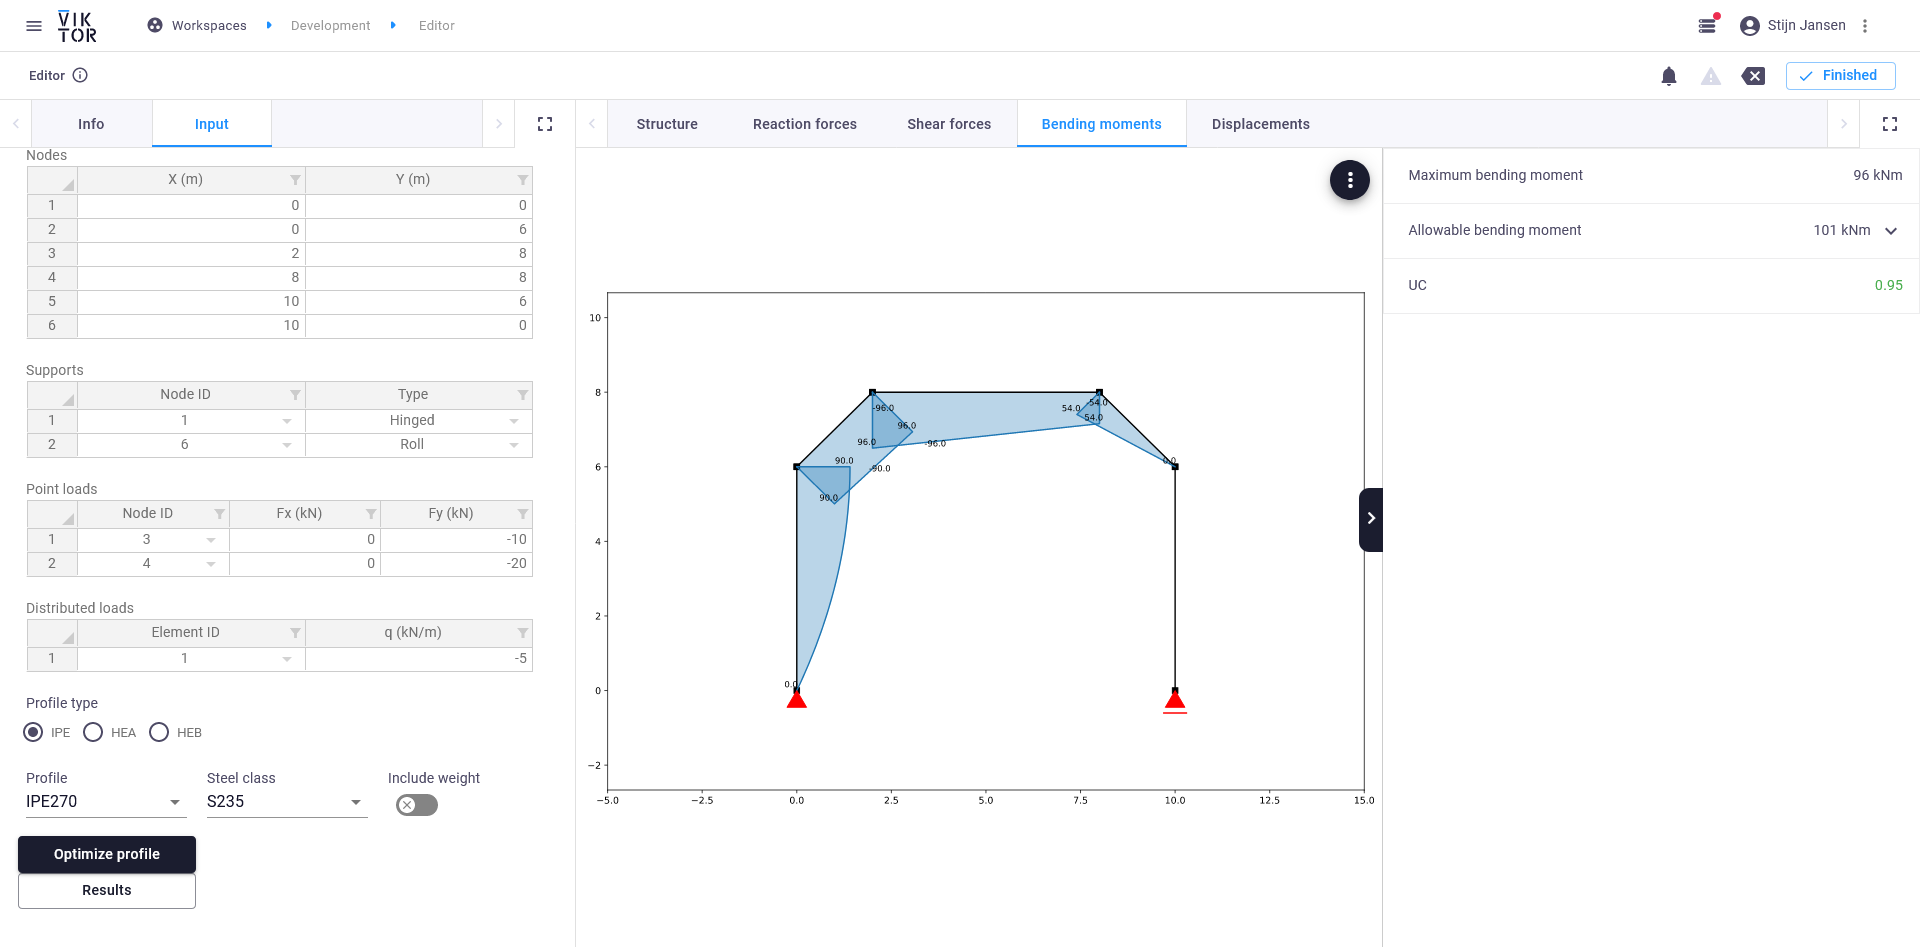 VIKTOR Workspaces Development Editor Stijn Jansen
Editor Finished
Info Input Structure Reaction forces Shear forces Bending moments Displacements
Nodes
X (m) Y (m)
1 0 0
2 0 6
3 2 8
4 8 8
5 10 6
6 10 0
Supports
Node ID Type
1 1 Hinged
2 6 Roll
Point loads
Node ID Fx (kN) Fy (kN)
1 3 0 -10
2 4 0 -20
Distributed loads
Element ID q (kN/m)
1 1 -5
Profile type
IPE HEA HEB
Profile Steel class Include weight
IPE270 S235
Optimize profile
Results
10
8
6
4
2
0
−2
−5.0 −2.5 0.0 2.5 5.0 7.5 10.0 12.5 15.0
-96.0
96.0
96.0
-96.0
90.0
-90.0
90.0
0.0
54.0
-54.0
54.0
0.0
Maximum bending moment 96 kNm
Allowable bending moment 101 kNm
UC 0.95